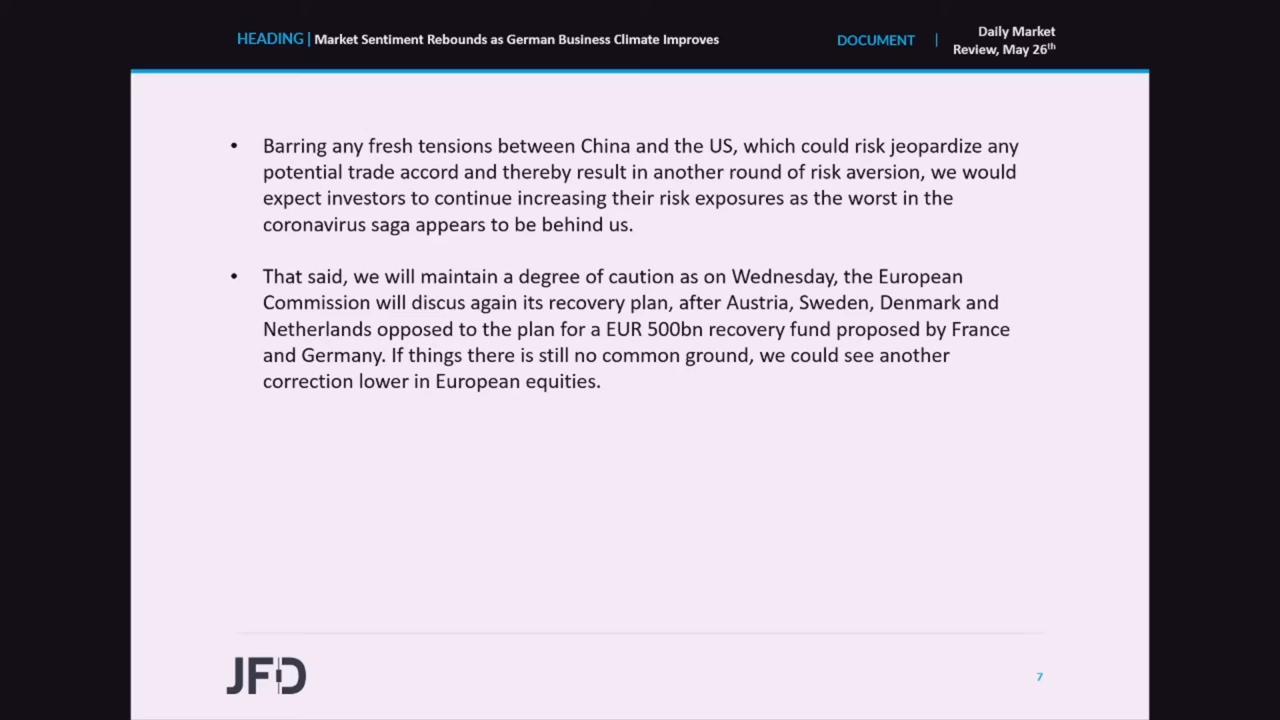 HEADING | Market Sentiment Rebounds as German Business Climate Improves
DOCUMENT |
Daily Market
Review, May 26th
• Barring any fresh tensions between China and the US, which could risk jeopardize any
potential trade accord and thereby result in another round of risk aversion, we would
expect investors to continue increasing their risk exposures as the worst in the
coronavirus saga appears to be behind us.
• That said, we will maintain a degree of caution as on Wednesday, the European
Commission will discus again its recovery plan, after Austria, Sweden, Denmark and
Netherlands opposed to the plan for a EUR 500bn recovery fund proposed by France
and Germany. If things there is still no common ground, we could see another
correction lower in European equities.
JFD
7